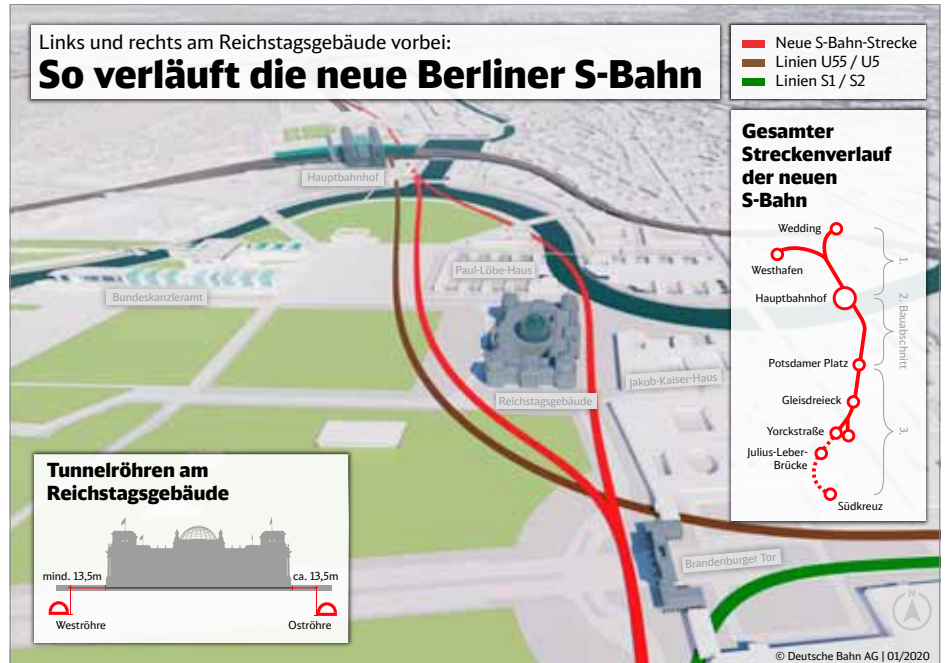 Links und rechts am Reichstagsgebäude vorbei:
So verläuft die neue Berliner S-Bahn
Neue S-Bahn-Strecke
Linien U55 / U5
Linien S1 / S2
Hauptbahnhof
Paul-Löbe-Haus
Bundeskanzleramt
Jakob-Kaiser-Haus
Reichstagsgebäude
Brandenburger Tor
Gesamter
Streckenverlauf
der neuen
S-Bahn
Wedding
Westhafen
1.
Hauptbahnhof
2. Bauabschnitt
Potsdamer Platz
Gleisdreieck
Yorckstraße
3.
Julius-Leber-
Brücke
Südkreuz
Tunnelröhren am
Reichstagsgebäude
mind. 13,5m
ca. 13,5m
Weströhre
Oströhre
N
© Deutsche Bahn AG | 01/2020